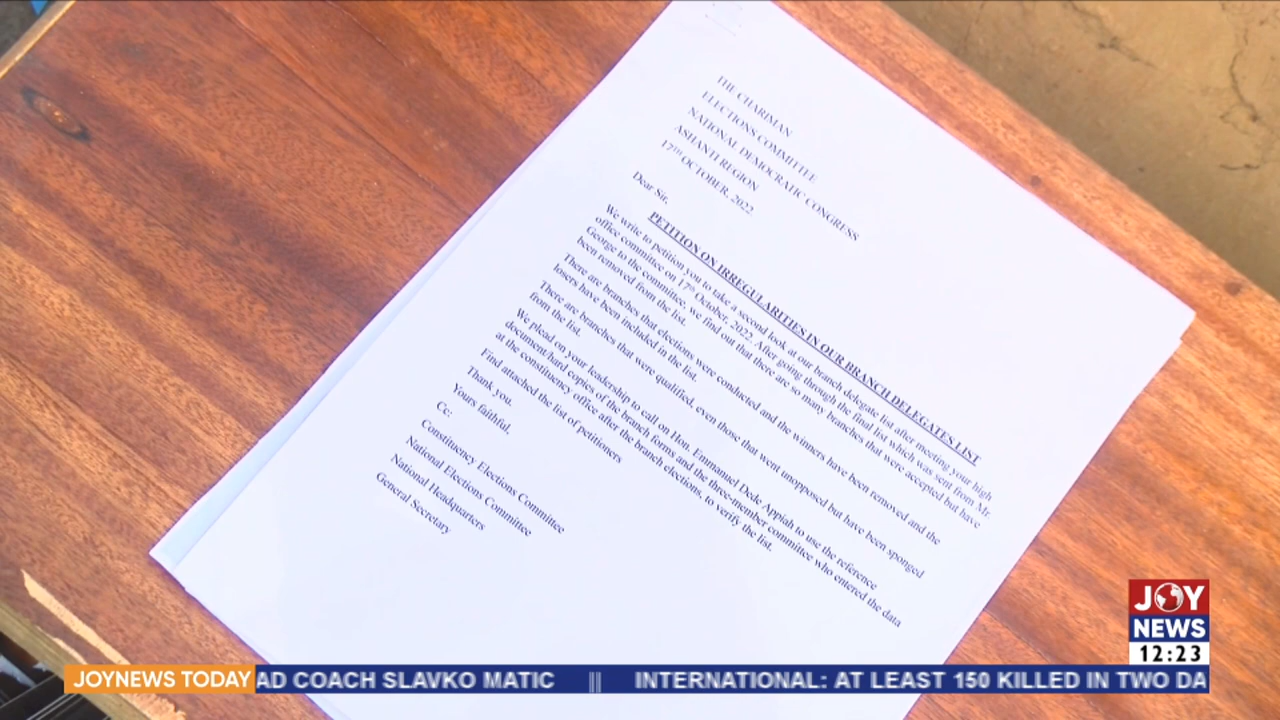 THE CHARIMAN
ELECTIONS COMMITTEE
NATIONAL DEMOCRATIC CONGRESS
ASHANTI REGION
17TH OCTOBER, 2022
Dear Sir,
PETITION ON IRREGULARITIES IN OUR BRANCH DELEGATES LIST
We write to petition you to take a second look at our branch delegate list after meeting your high
office committee on 17th October, 2022. After going through the final list which was sent from Mr.
George to the committee, we find out that there are so many branches that were accepted but have
been removed from the list.
There are branches that elections were conducted and the winners have been removed and the
losers have been included in the list.
There are branches that were qualified, even those that went unopposed but have been sponged
from the list.
We plead on your leadership to call on Hon. Emmanuel Dede Appiah to use the reference
document/hard copies of the branch forms and the three-member committee who entered the data
at the constituency office after the branch elections, to verify the list.
Find attached the list of petitioners
Thank you.
Yours faithful,
Cc:
Constituency Elections Committee
National Elections Committee
National Headquarters
General Secretary
JOY
NEWS
12:23
JOYNEWS TODAY AD COACH SLAVKO MATIC || INTERNATIONAL: AT LEAST 150 KILLED IN TWO DA